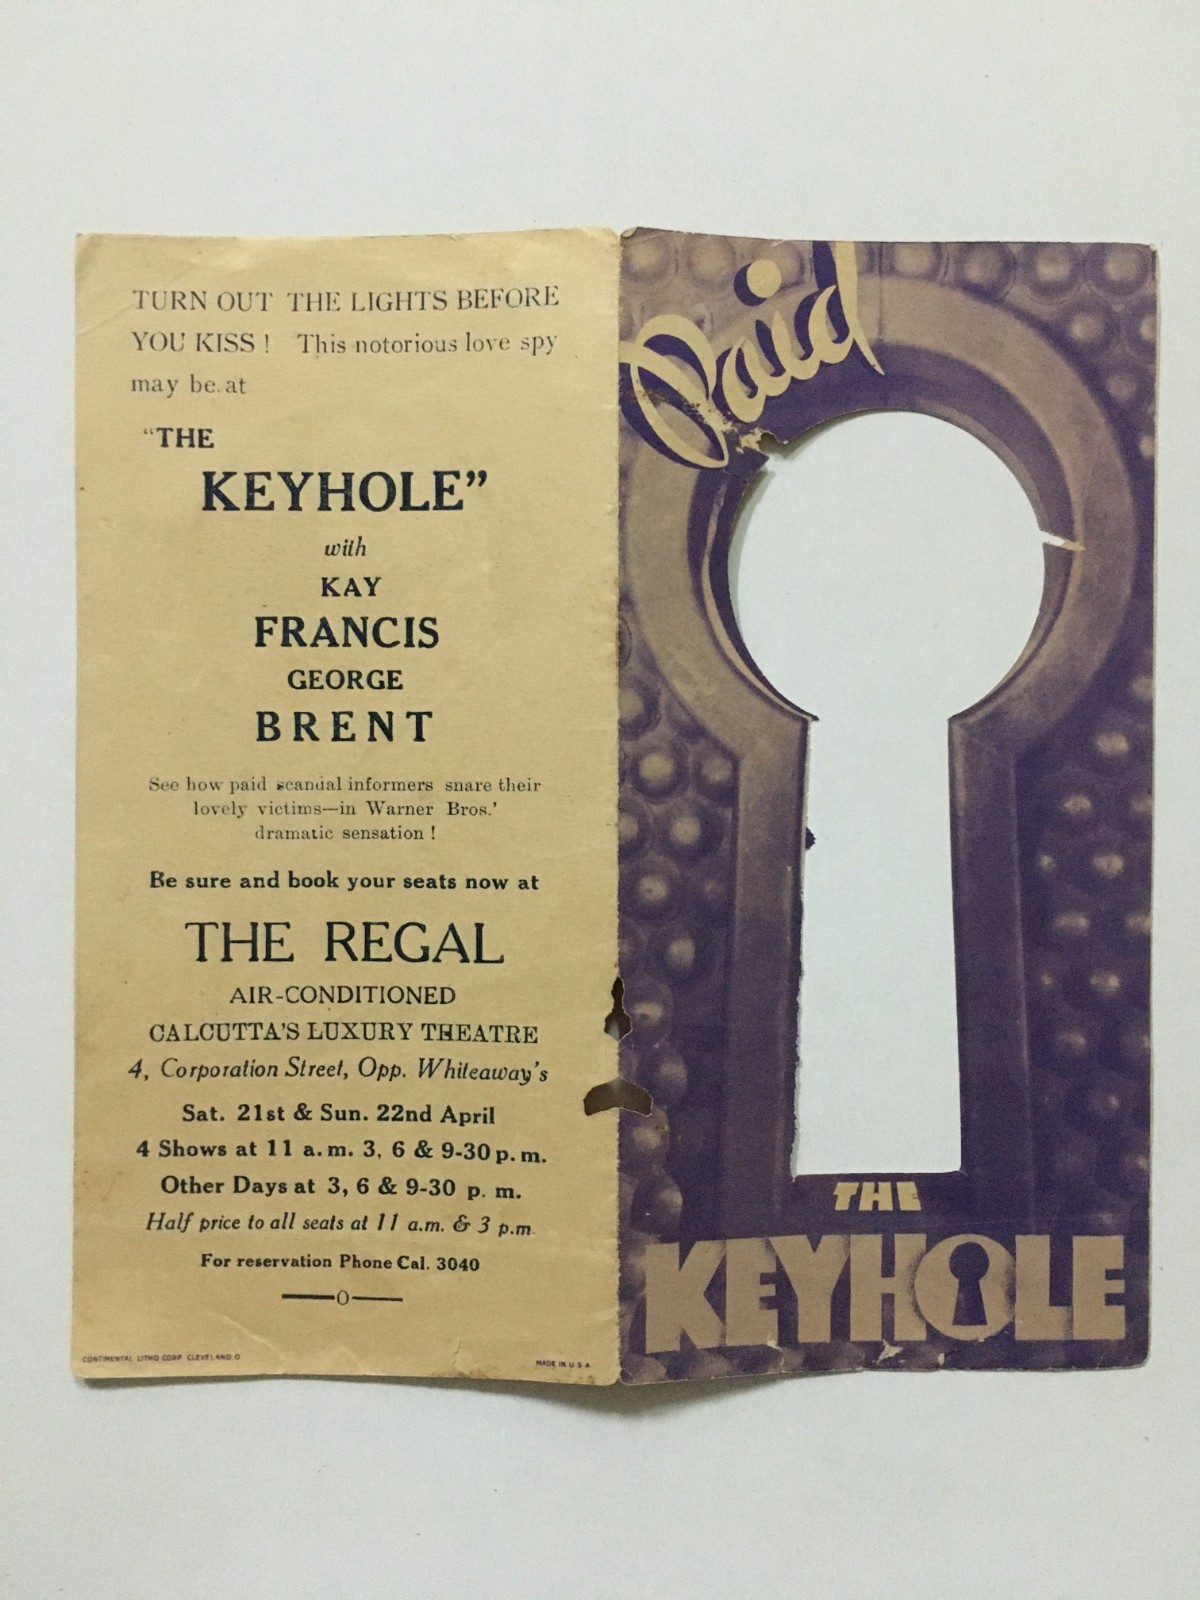 TURN OUT THE LIGHTS BEFORE
YOU KISS ! This notorious love spy
may be at
"THE
KEYHOLE"
with
KAY
FRANCIS
GEORGE
BRENT
See how paid scandal informers snare their
lovely victims—in Warner Bros.'
dramatic sensation !
Be sure and book your seats now at
THE REGAL
AIR-CONDITIONED
CALCUTTA'S LUXURY THEATRE
4, Corporation Street, Opp. Whiteaway's
Sat. 21st & Sun. 22nd April
4 Shows at 11 a.m. 3, 6 & 9-30 p.m.
Other Days at 3, 6 & 9-30 p. m.
Half price to all seats at 11 a.m. & 3 p.m.
For reservation Phone Cal. 3040
CONTINENTAL LITHO CORP CLEVELAND. O
MADE IN U S A
Paid
THE
KEYHOLE